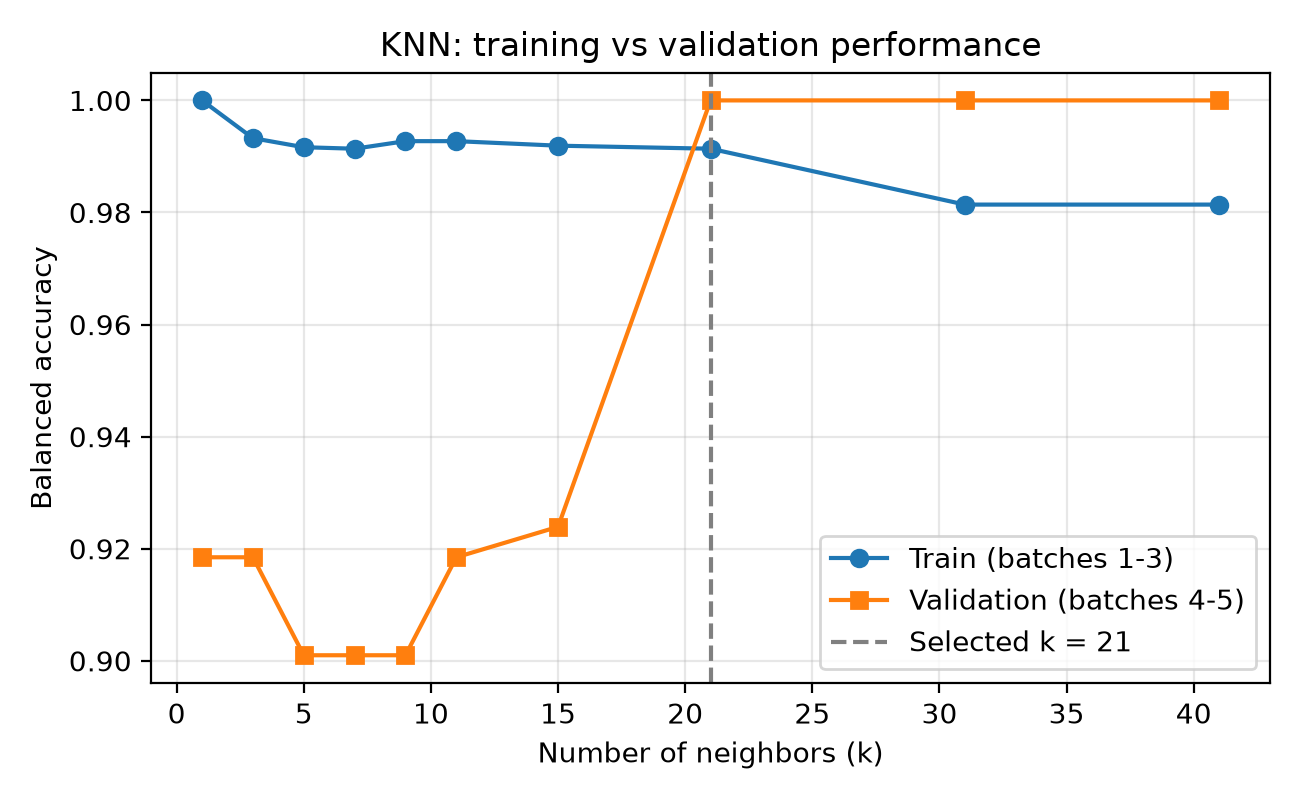 KNN: training vs validation performance
Balanced accuracy
1.00
0.98
0.96
0.94
0.92
0.90
0 5 10 15 20 25 30 35 40
Number of neighbors (k)
Train (batches 1-3)
Validation (batches 4-5)
Selected k = 21